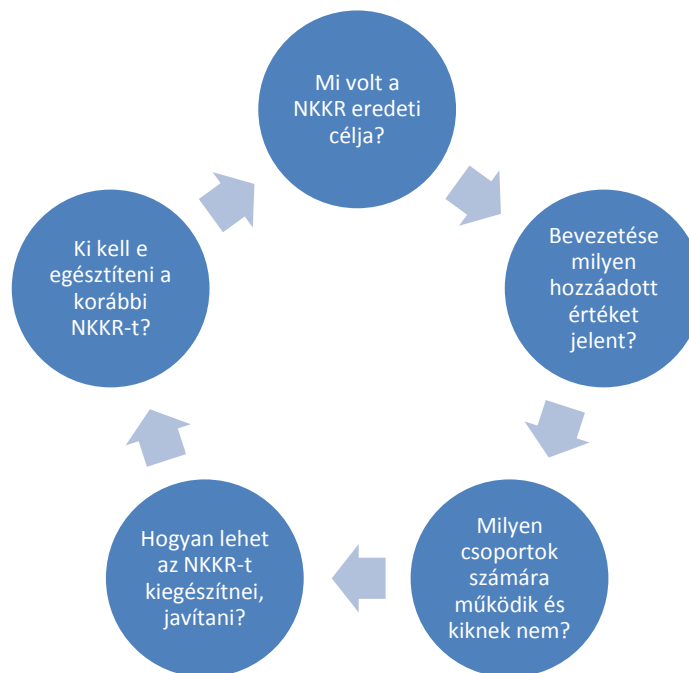 Mi volt a
NKKR eredeti
célja?
Bevezetése
milyen
hozzáadott
értéket
jelent?
Milyen
csoportok
számára
működik és
kiknek nem?
Hogyan lehet
az NKKR-t
kiegészítnei,
javítani?
Ki kell e
egésztíteni a
korábbi
NKKR-t?